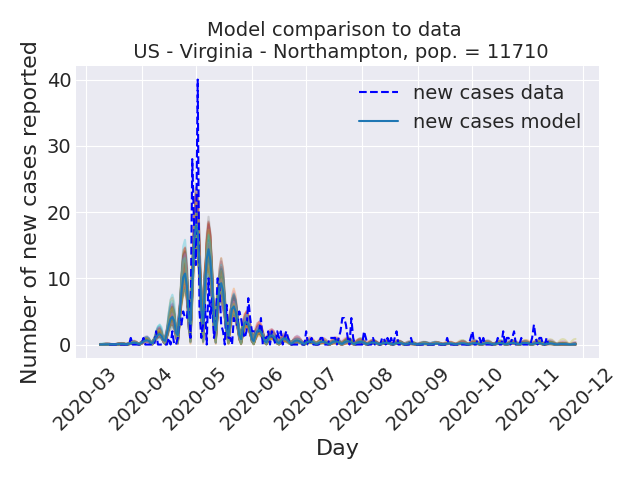 Model comparison to data
US - Virginia - Northampton, pop. = 11710
Number of new cases reported
40
30
20
10
0
new cases data
new cases model
2020-03
2020-04
2020-05
2020-06
2020-07
2020-08
2020-09
2020-10
2020-11
2020-12
Day